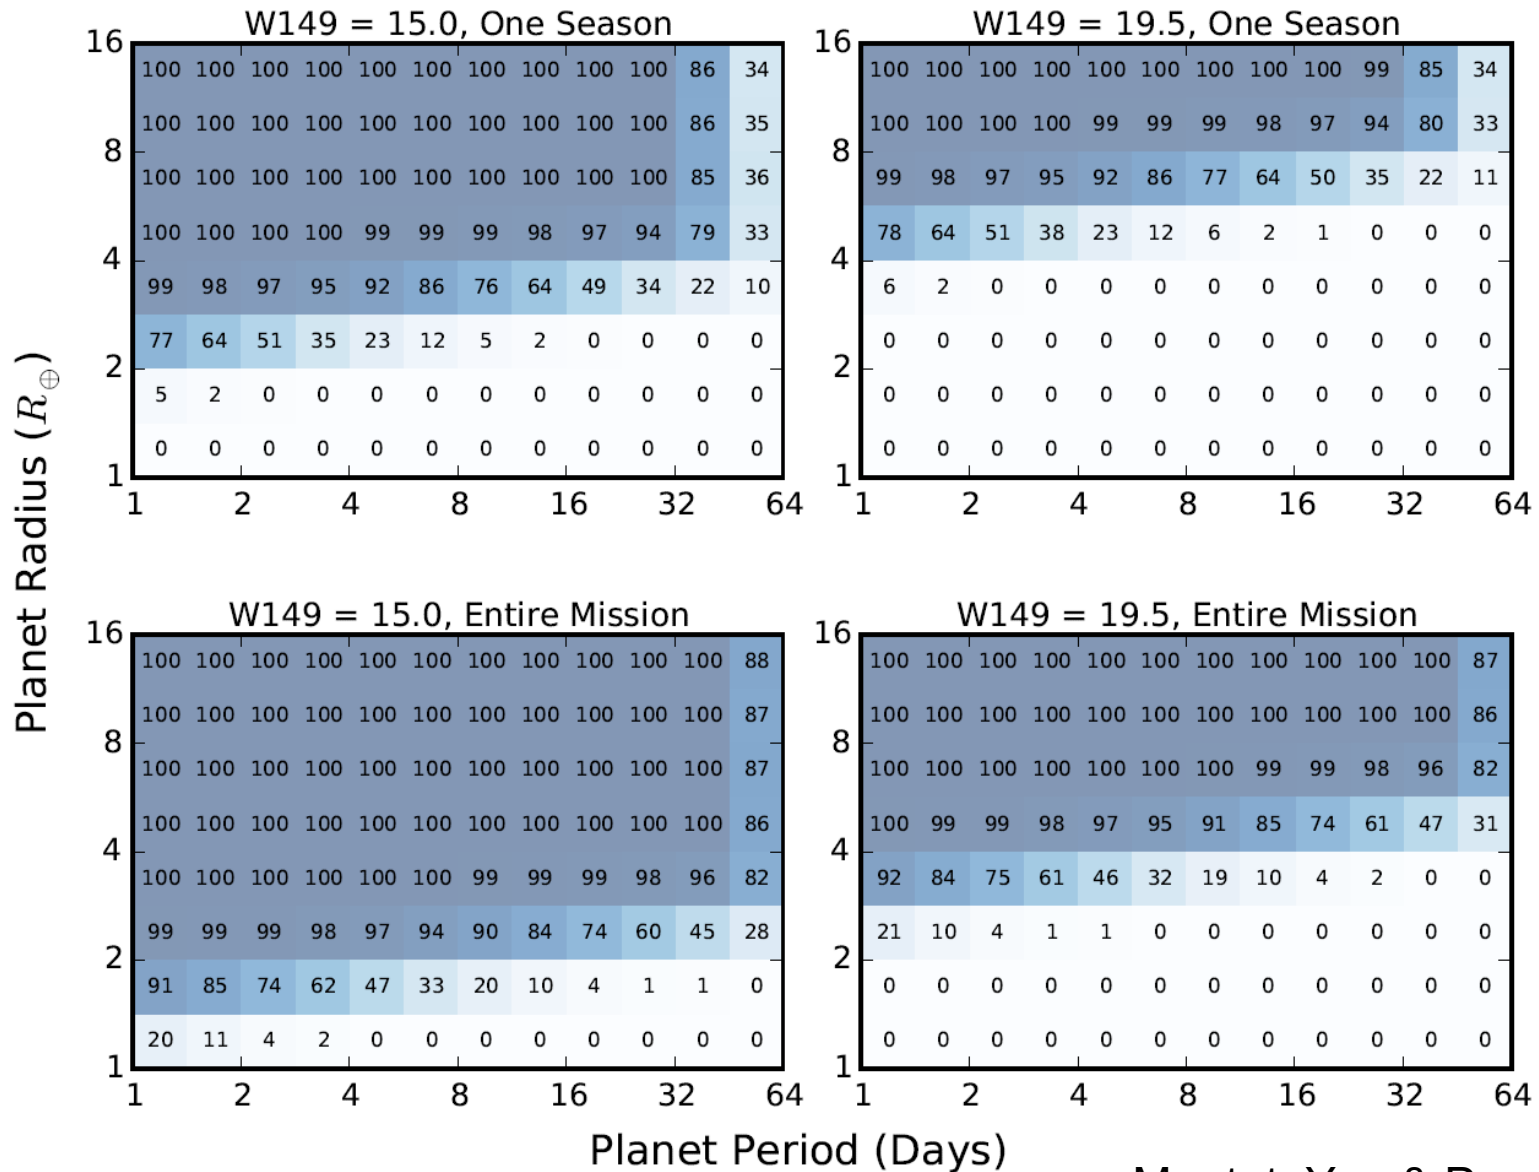 W149 = 15.0, One Season
16
100 100 100 100 100 100 100 100 100 100 86 34
100 100 100 100 100 100 100 100 100 100 86 35
8
100 100 100 100 100 100 100 100 100 100 85 36
100 100 100 100 99 99 99 98 97 94 79 33
4
99 98 97 95 92 86 76 64 49 34 22 10
77 64 51 35 23 12 5 2 0 0 0 0
2
5 2 0 0 0 0 0 0 0 0 0 0
0 0 0 0 0 0 0 0 0 0 0 0
1
1 2 4 8 16 32 64
W149 = 19.5, One Season
16
100 100 100 100 100 100 100 100 100 99 85 34
100 100 100 100 99 99 99 98 97 94 80 33
8
99 98 97 95 92 86 77 64 50 35 22 11
78 64 51 38 23 12 6 2 1 0 0 0
4
6 2 0 0 0 0 0 0 0 0 0 0
0 0 0 0 0 0 0 0 0 0 0 0
2
0 0 0 0 0 0 0 0 0 0 0 0
0 0 0 0 0 0 0 0 0 0 0 0
1
1 2 4 8 16 32 64
Planet Radius (R⊕)
W149 = 15.0, Entire Mission
16
100 100 100 100 100 100 100 100 100 100 100 88
100 100 100 100 100 100 100 100 100 100 100 87
8
100 100 100 100 100 100 100 100 100 100 100 87
100 100 100 100 100 100 100 100 100 100 100 86
4
100 100 100 100 100 100 99 99 99 98 96 82
99 99 99 98 97 94 90 84 74 60 45 28
2
91 85 74 62 47 33 20 10 4 1 1 0
20 11 4 2 0 0 0 0 0 0 0 0
1
1 2 4 8 16 32 64
W149 = 19.5, Entire Mission
16
100 100 100 100 100 100 100 100 100 100 100 87
100 100 100 100 100 100 100 100 100 100 100 86
8
100 100 100 100 100 100 100 99 99 98 96 82
100 99 99 98 97 95 91 85 74 61 47 31
4
92 84 75 61 46 32 19 10 4 2 0 0
21 10 4 1 1 0 0 0 0 0 0 0
2
0 0 0 0 0 0 0 0 0 0 0 0
0 0 0 0 0 0 0 0 0 0 0 0
1
1 2 4 8 16 32 64
Planet Period (Days)